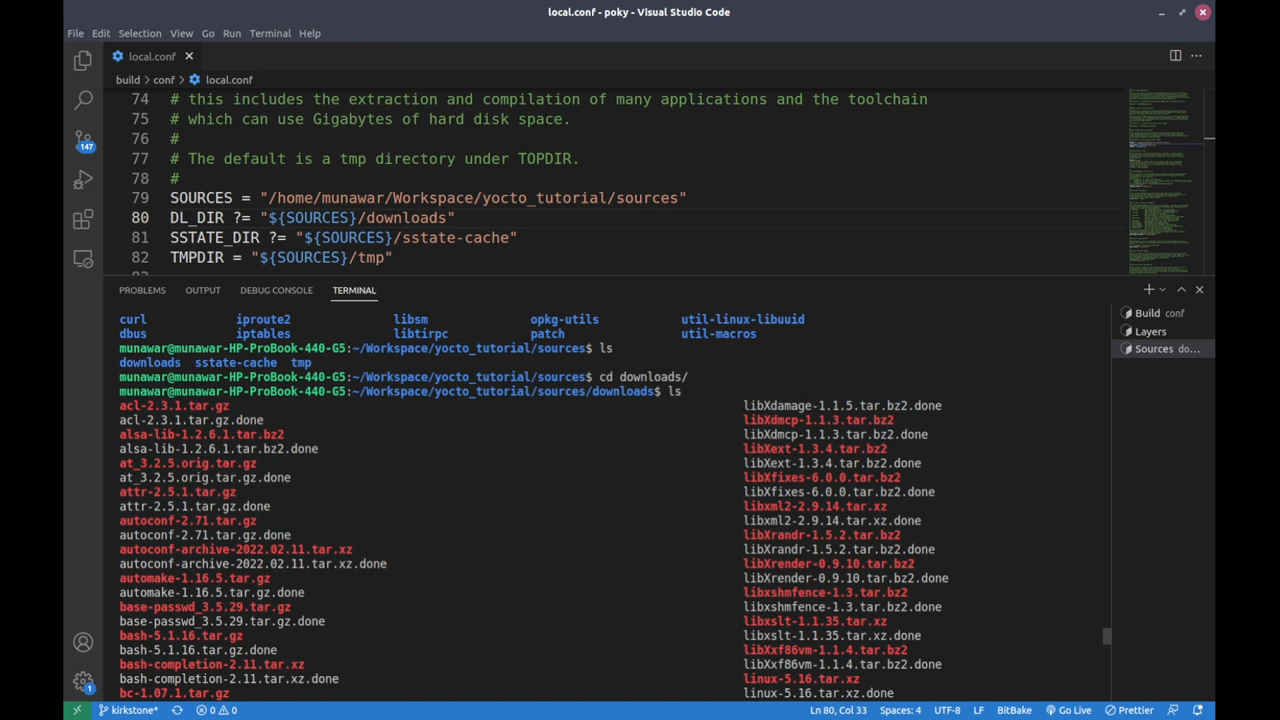 local.conf - poky - Visual Studio Code
File Edit Selection View Go Run Terminal Help
local.conf
build > conf > local.conf
74 # this includes the extraction and compilation of many applications and the toolchain
75 # which can use Gigabytes of hard disk space.
76 #
77 # The default is a tmp directory under TOPDIR.
78 #
79 SOURCES = "/home/munawar/Workspace/yocto_tutorial/sources"
80 DL_DIR ?= "${SOURCES}/downloads"
81 SSTATE_DIR ?= "${SOURCES}/sstate-cache"
82 TMPDIR = "${SOURCES}/tmp"
147
PROBLEMS OUTPUT DEBUG CONSOLE TERMINAL
Build conf
Layers
Sources do...
curl iproute2 libsm opkg-utils util-linux-libuuid
dbus iptables libtirpc patch util-macros
munawar@munawar-HP-ProBook-440-G5:~/Workspace/yocto_tutorial/sources$ ls
downloads sstate-cache tmp
munawar@munawar-HP-ProBook-440-G5:~/Workspace/yocto_tutorial/sources$ cd downloads/
munawar@munawar-HP-ProBook-440-G5:~/Workspace/yocto_tutorial/sources/downloads$ ls
acl-2.3.1.tar.gz libXdamage-1.1.5.tar.bz2.done
acl-2.3.1.tar.gz.done libXdmcp-1.1.3.tar.bz2
alsa-lib-1.2.6.1.tar.bz2 libXdmcp-1.1.3.tar.bz2.done
alsa-lib-1.2.6.1.tar.bz2.done libXext-1.3.4.tar.bz2
at_3.2.5.orig.tar.gz libXext-1.3.4.tar.bz2.done
at_3.2.5.orig.tar.gz.done libXfixes-6.0.0.tar.bz2
attr-2.5.1.tar.gz libXfixes-6.0.0.tar.bz2.done
attr-2.5.1.tar.gz.done libxml2-2.9.14.tar.xz
autoconf-2.71.tar.gz libxml2-2.9.14.tar.xz.done
autoconf-2.71.tar.gz.done libXrandr-1.5.2.tar.bz2
autoconf-archive-2022.02.11.tar.xz libXrandr-1.5.2.tar.bz2.done
autoconf-archive-2022.02.11.tar.xz.done libXrender-0.9.10.tar.bz2
automake-1.16.5.tar.gz libXrender-0.9.10.tar.bz2.done
automake-1.16.5.tar.gz.done libxshmfence-1.3.tar.bz2
base-passwd_3.5.29.tar.gz libxshmfence-1.3.tar.bz2.done
base-passwd_3.5.29.tar.gz.done libxslt-1.1.35.tar.xz
bash-5.1.16.tar.gz libxslt-1.1.35.tar.xz.done
bash-5.1.16.tar.gz.done libXxf86vm-1.1.4.tar.bz2
bash-completion-2.11.tar.xz libXxf86vm-1.1.4.tar.bz2.done
bash-completion-2.11.tar.xz.done linux-5.16.tar.xz
bc-1.07.1.tar.gz linux-5.16.tar.xz.done
1
kirkstone* 0 0 Ln 80, Col 33 Spaces: 4 UTF-8 LF BitBake Go Live Prettier